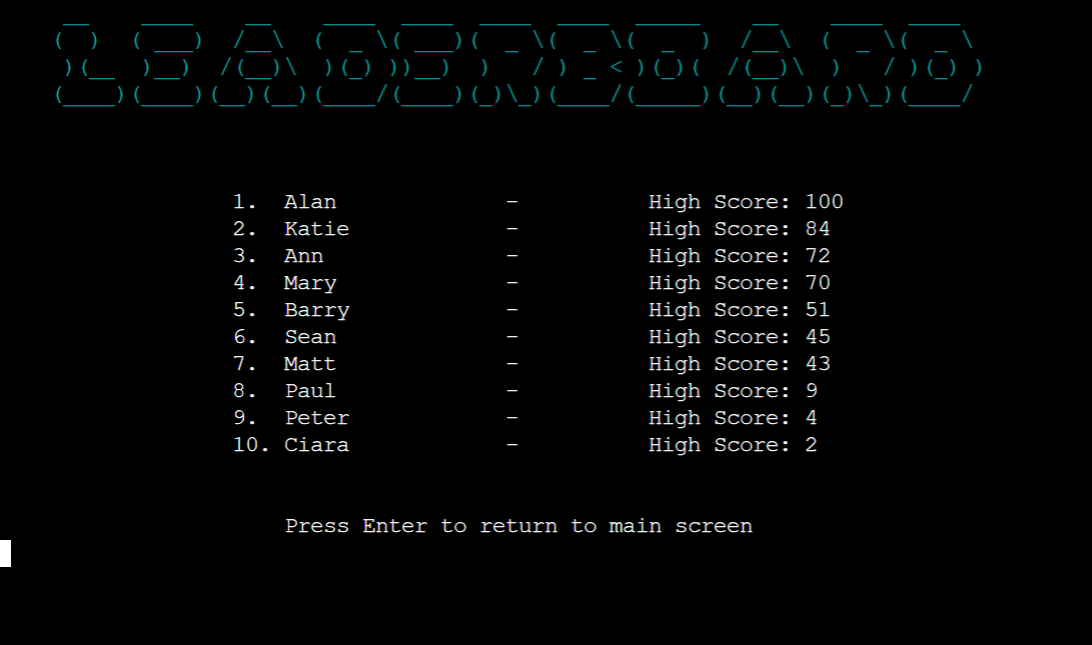 LEADERBOARD
1. Alan - High Score: 100
2. Katie - High Score: 84
3. Ann - High Score: 72
4. Mary - High Score: 70
5. Barry - High Score: 51
6. Sean - High Score: 45
7. Matt - High Score: 43
8. Paul - High Score: 9
9. Peter - High Score: 4
10. Ciara - High Score: 2
Press Enter to return to main screen